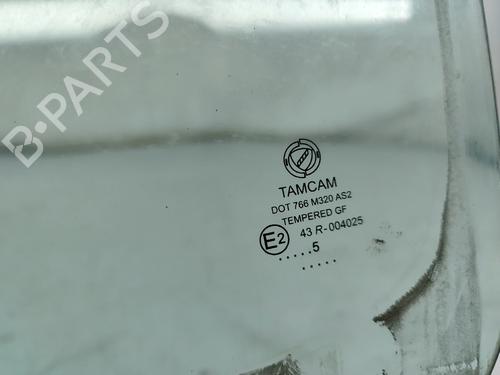 B-PARTS
TAMCAM
DOT 766 M320 AS2
TEMPERED GF
E2 43 R-004025
.....5
.....